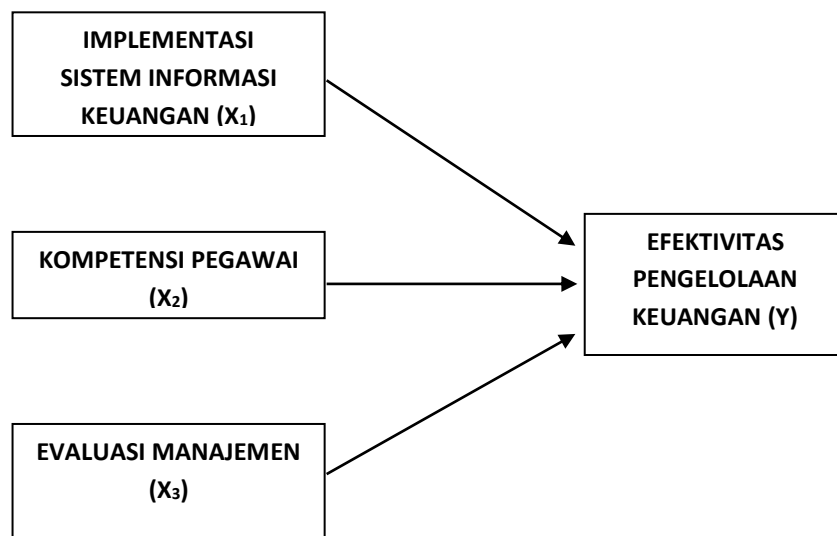 IMPLEMENTASI
SISTEM INFORMASI
KEUANGAN (X₁)
KOMPETENSI PEGAWAI
(X₂)
EVALUASI MANAJEMEN
(X₃)
EFEKTIVITAS
PENGELOLAAN
KEUANGAN (Y)